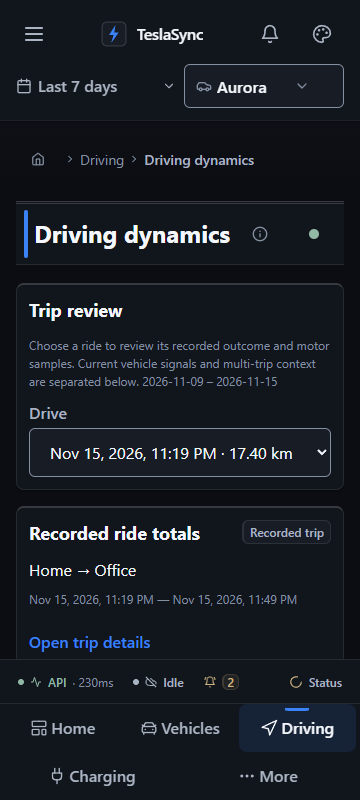 TeslaSync
Last 7 days
Aurora
Driving
Driving dynamics
Driving dynamics
Trip review
Choose a ride to review its recorded outcome and motor
samples. Current vehicle signals and multi-trip context
are separated below. 2026-11-09 – 2026-11-15
Drive
Nov 15, 2026, 11:19 PM · 17.40 km
Recorded ride totals
Recorded trip
Home → Office
Nov 15, 2026, 11:19 PM — Nov 15, 2026, 11:49 PM
Open trip details
API · 230ms
Idle
2
Status
Home
Vehicles
Driving
Charging
More